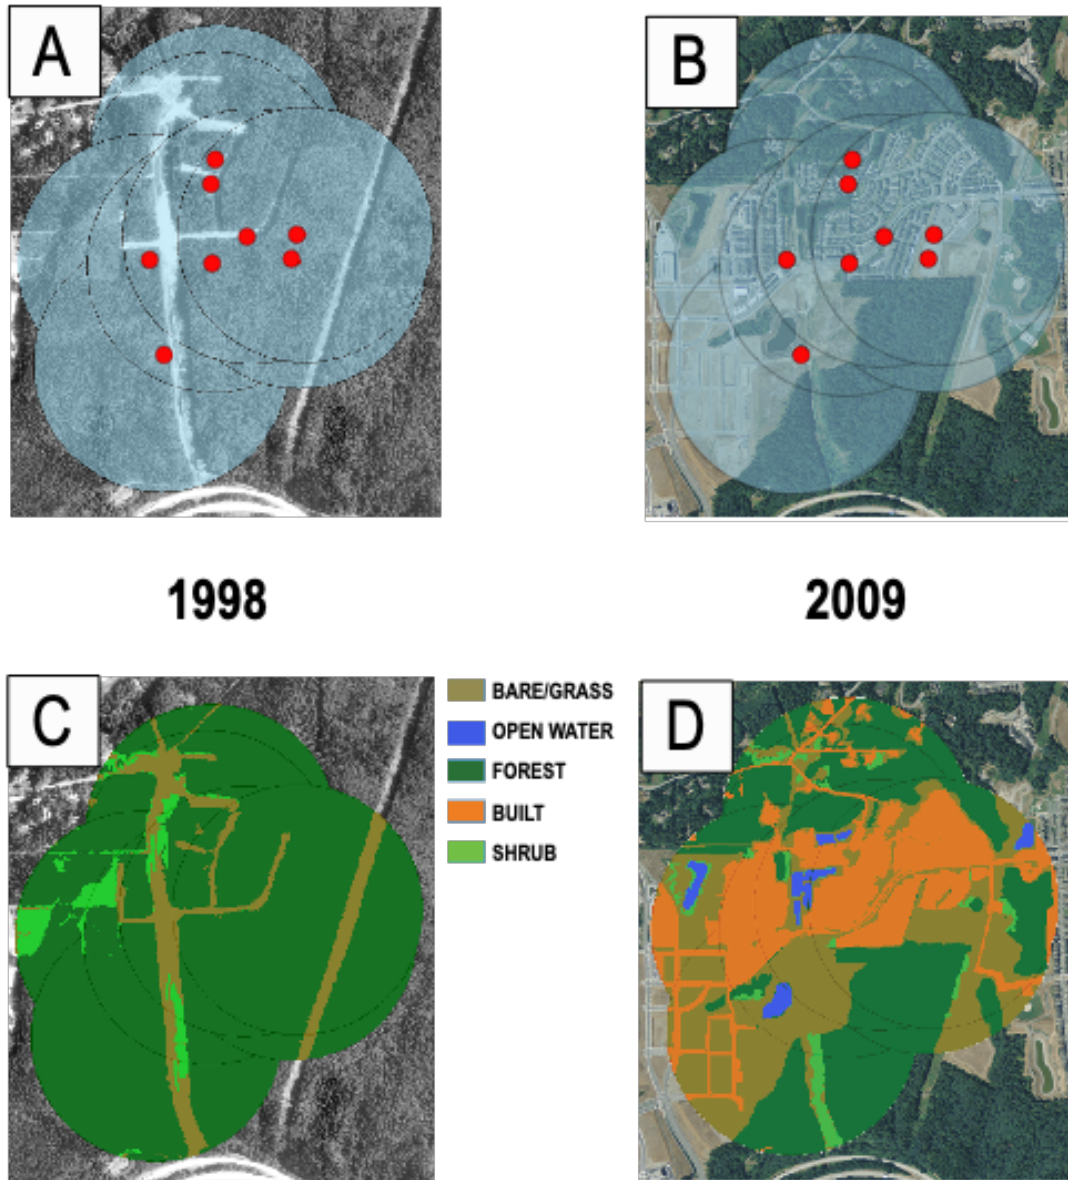 A
B
1998
2009
C
BARE/GRASS
OPEN WATER
FOREST
BUILT
SHRUB
D